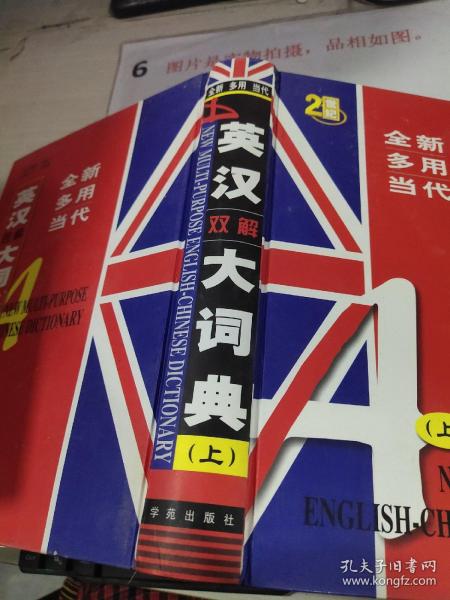 6 图片是实物拍摄，品相如图。
全新 多用 当代
英汉
双解
大词典
(上)
NEW MULTI-PURPOSE ENGLISH-CHINESE DICTIONARY
学苑出版社
21世纪
全新
多用
当代
(上
ENGLISH-CH
全新
多用
当代
英汉
大词
NEW MULTI-PURPOSE
DICTIONARY
孔夫子旧书网
www.kongfz.com